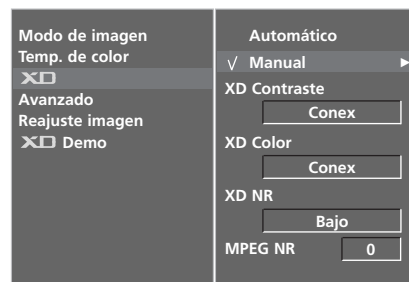 Modo de imagen
Temp. de color
XD
Avanzado
Reajuste imagen
XD Demo
Automático
√ Manual ►
XD Contraste
Conex
XD Color
Conex
XD NR
Bajo
MPEG NR 0